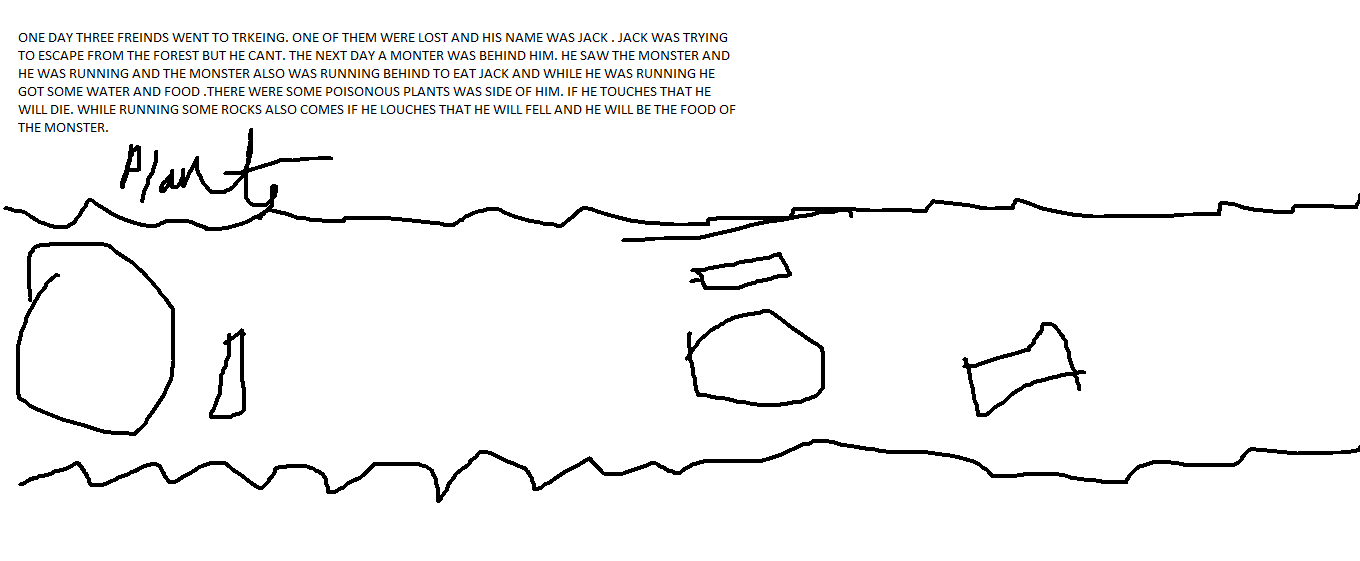 ONE DAY THREE FREINDS WENT TO TRKEING. ONE OF THEM WERE LOST AND HIS NAME WAS JACK . JACK WAS TRYING
TO ESCAPE FROM THE FOREST BUT HE CANT. THE NEXT DAY A MONTER WAS BEHIND HIM. HE SAW THE MONSTER AND
HE WAS RUNNING AND THE MONSTER ALSO WAS RUNNING BEHIND TO EAT JACK AND WHILE HE WAS RUNNING HE
GOT SOME WATER AND FOOD .THERE WERE SOME POISONOUS PLANTS WAS SIDE OF HIM. IF HE TOUCHES THAT HE
WILL DIE. WHILE RUNNING SOME ROCKS ALSO COMES IF HE LOUCHES THAT HE WILL FELL AND HE WILL BE THE FOOD OF
THE MONSTER.
Plant